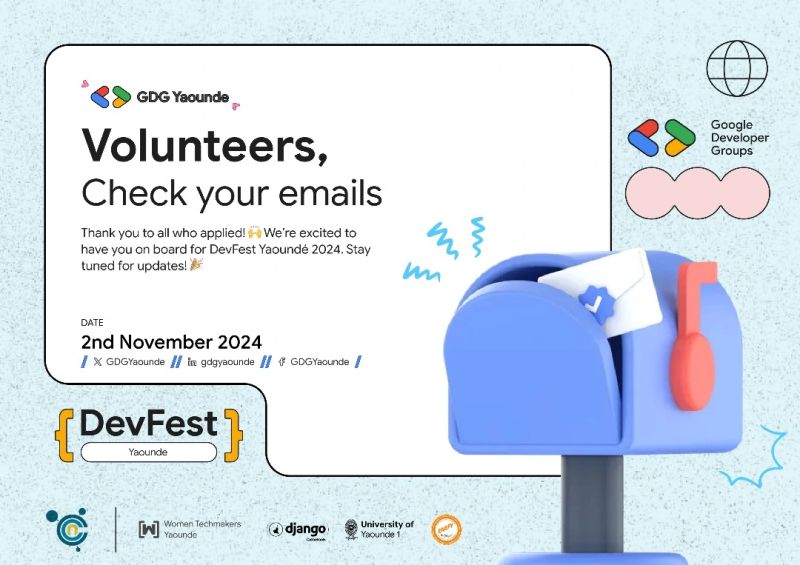 GDG Yaounde
Volunteers,
Check your emails
Thank you to all who applied! 🙌 We're excited to
have you on board for DevFest Yaoundé 2024. Stay
tuned for updates! 🎉
DATE
2nd November 2024
// X GDGYaounde // in gdgyaounde // f GDGYaounde /
{DevFest}
Yaounde
Google
Developer
Groups
[W] Women Techmakers
Yaounde
django
Cameroon
University of
Yaounde 1